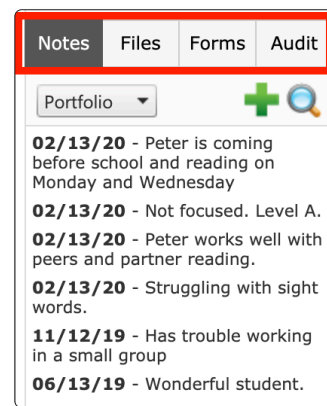 Notes Files Forms Audit
Portfolio
02/13/20 - Peter is coming
before school and reading on
Monday and Wednesday
02/13/20 - Not focused. Level A.
02/13/20 - Peter works well with
peers and partner reading.
02/13/20 - Struggling with sight
words.
11/12/19 - Has trouble working
in a small group
06/13/19 - Wonderful student.